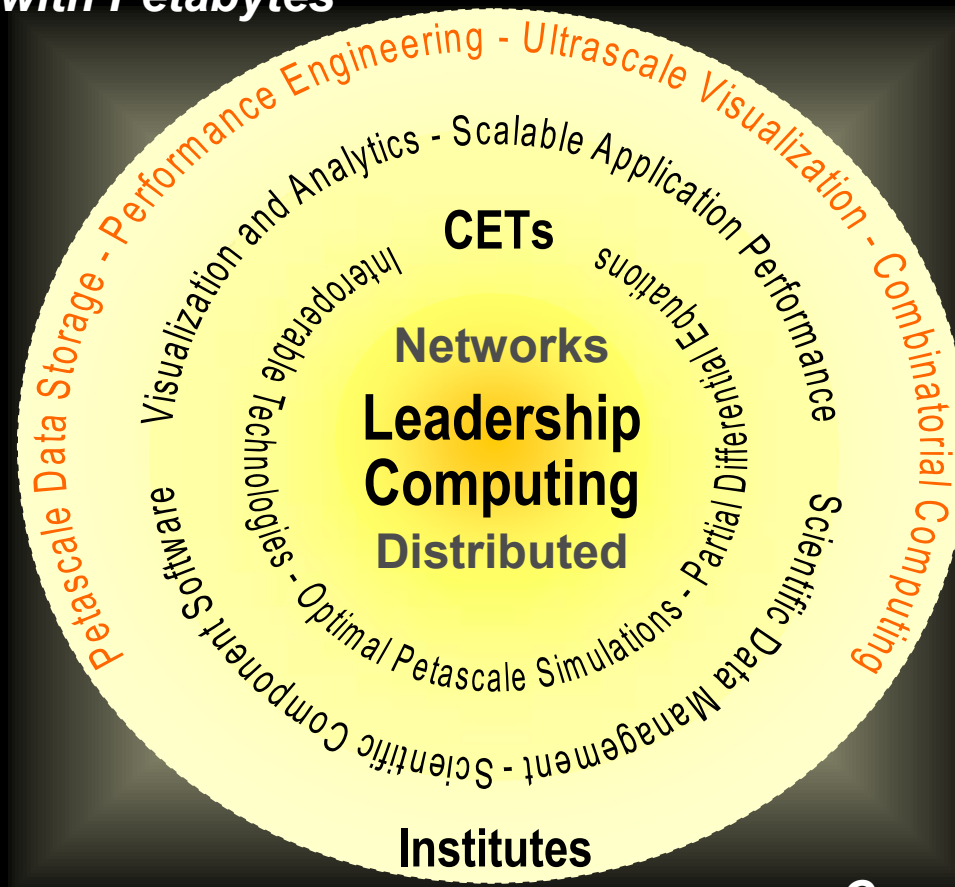 with Petabytes
Petascale Data Storage - Performance Engineering - Ultrascale Visualization - Combinatorial Computing
Visualization and Analytics - Scalable Application Performance
CETs
Interoperable Technologies - Optimal Petascale Simulations - Partial Differential Equations
Networks
Leadership
Computing
Distributed
Scientific Data Management - Scientific Component Software
Institutes